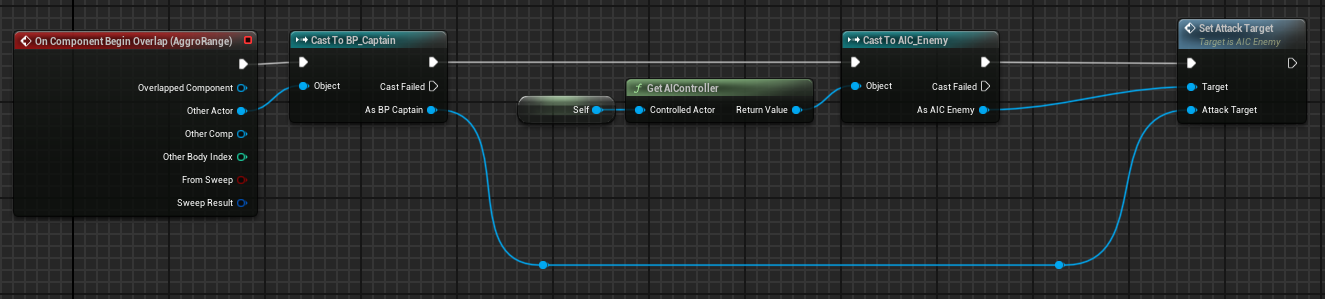 On Component Begin Overlap (AggroRange)
Overlapped Component
Other Actor
Other Comp
Other Body Index
From Sweep
Sweep Result
Cast To BP_Captain
Object
Cast Failed
As BP Captain
Self
f Get AIController
Controlled Actor Return Value
Cast To AIC_Enemy
Object
Cast Failed
As AIC Enemy
Set Attack Target
Target is AIC Enemy
Target
Attack Target